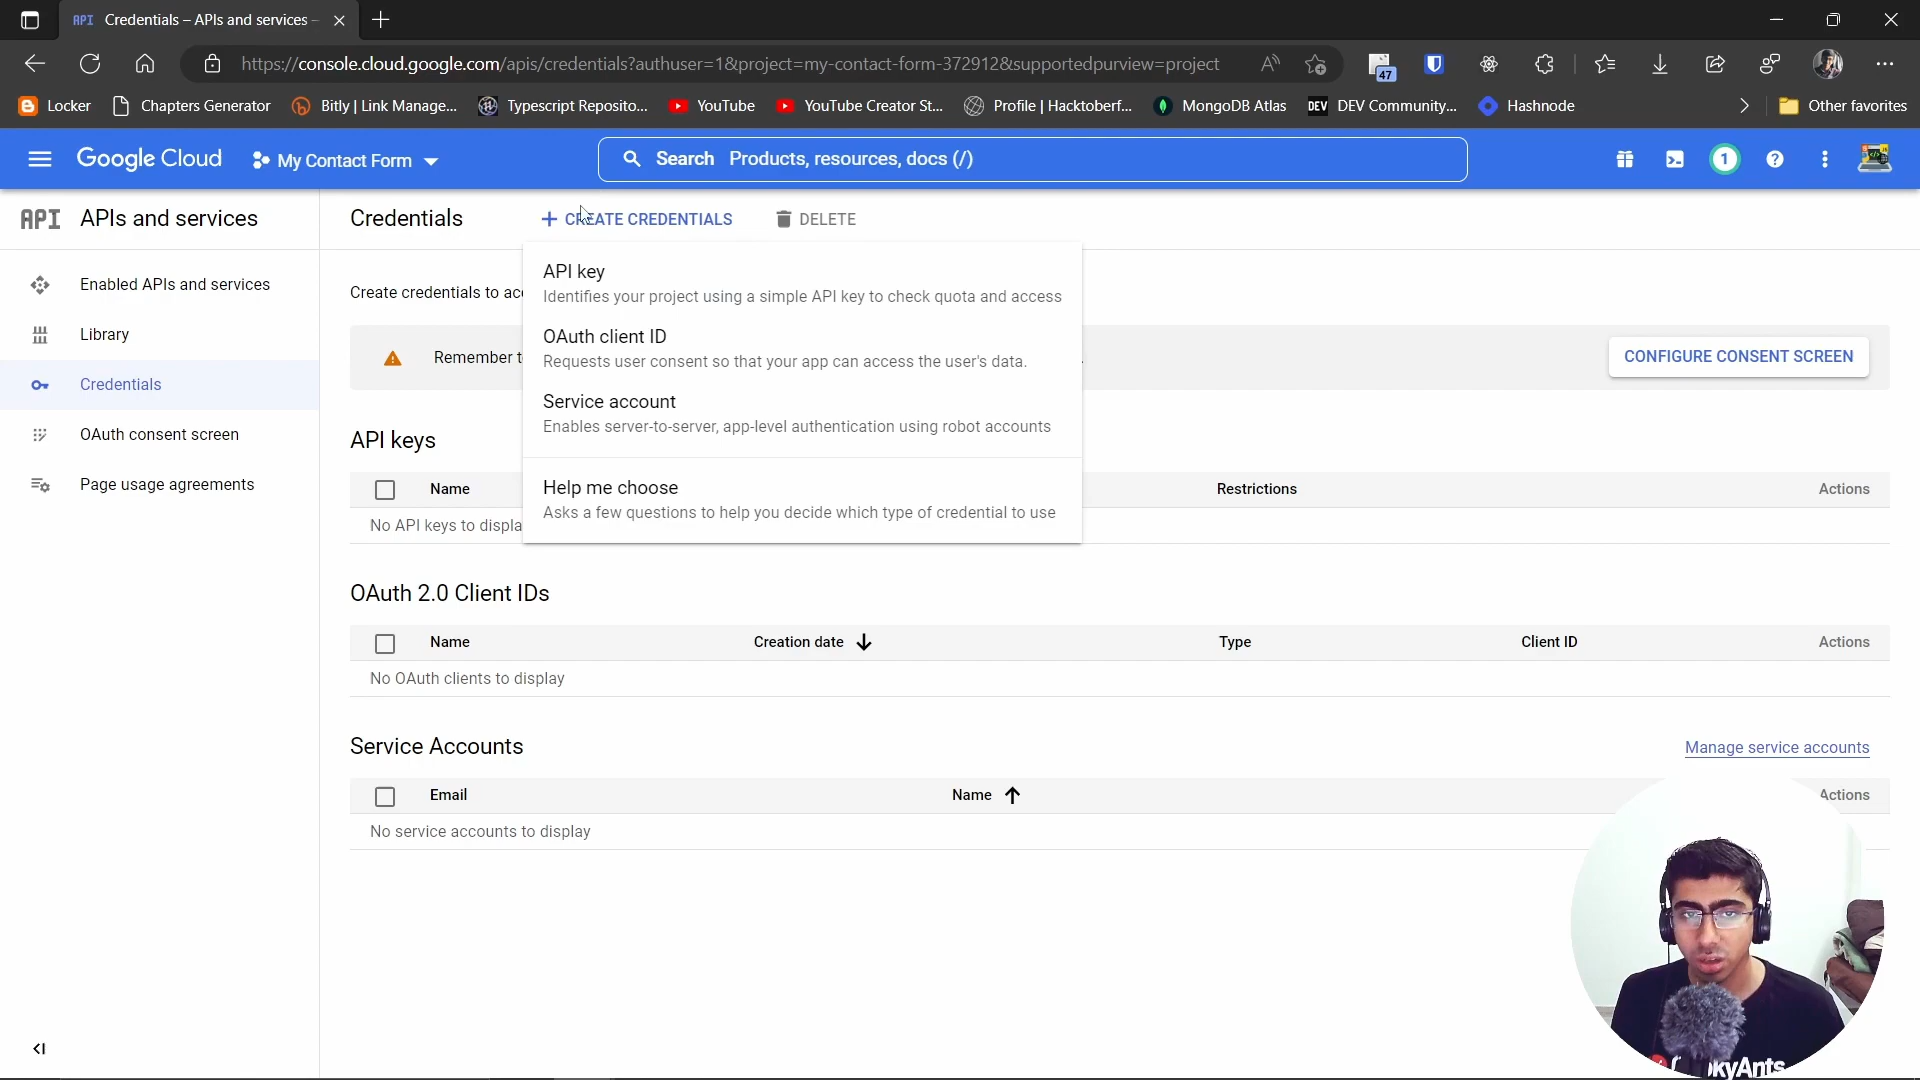 API Credentials – APIs and services –
https://console.cloud.google.com/apis/credentials?authuser=1&project=my-contact-form-372912&supportedpurview=project
47
Locker
Chapters Generator
Bitly | Link Manage...
Typescript Reposito...
YouTube
YouTube Creator St...
Profile | Hacktoberf...
MongoDB Atlas
DEV DEV Community...
Hashnode
Other favorites
Google Cloud
My Contact Form
Search Products, resources, docs (/)
1
API APIs and services
Credentials
CREATE CREDENTIALS
DELETE
Enabled APIs and services
Library
Credentials
OAuth consent screen
Page usage agreements
Create credentials to acc
API key
Identifies your project using a simple API key to check quota and access
OAuth client ID
Requests user consent so that your app can access the user's data.
Service account
Enables server-to-server, app-level authentication using robot accounts
Help me choose
Asks a few questions to help you decide which type of credential to use
Remember t
CONFIGURE CONSENT SCREEN
API keys
Name
Restrictions
Actions
No API keys to displa
OAuth 2.0 Client IDs
Name
Creation date
Type
Client ID
Actions
No OAuth clients to display
Service Accounts
Manage service accounts
Email
Name
Actions
No service accounts to display